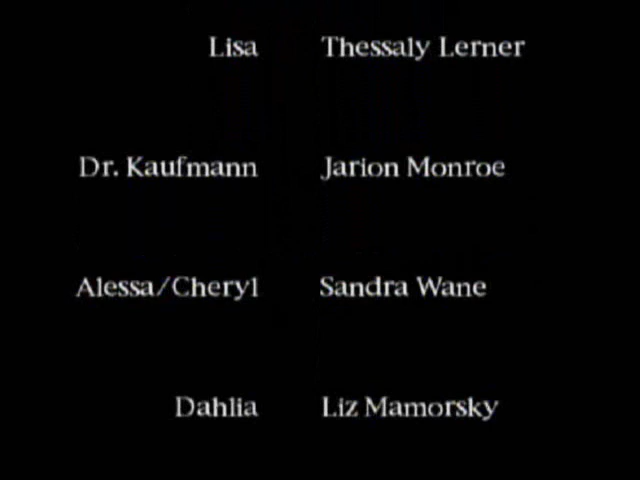 Lisa Thessaly Lerner
Dr. Kaufmann Jarion Monroe
Alessa/Cheryl Sandra Wane
Dahlia Liz Mamorsky